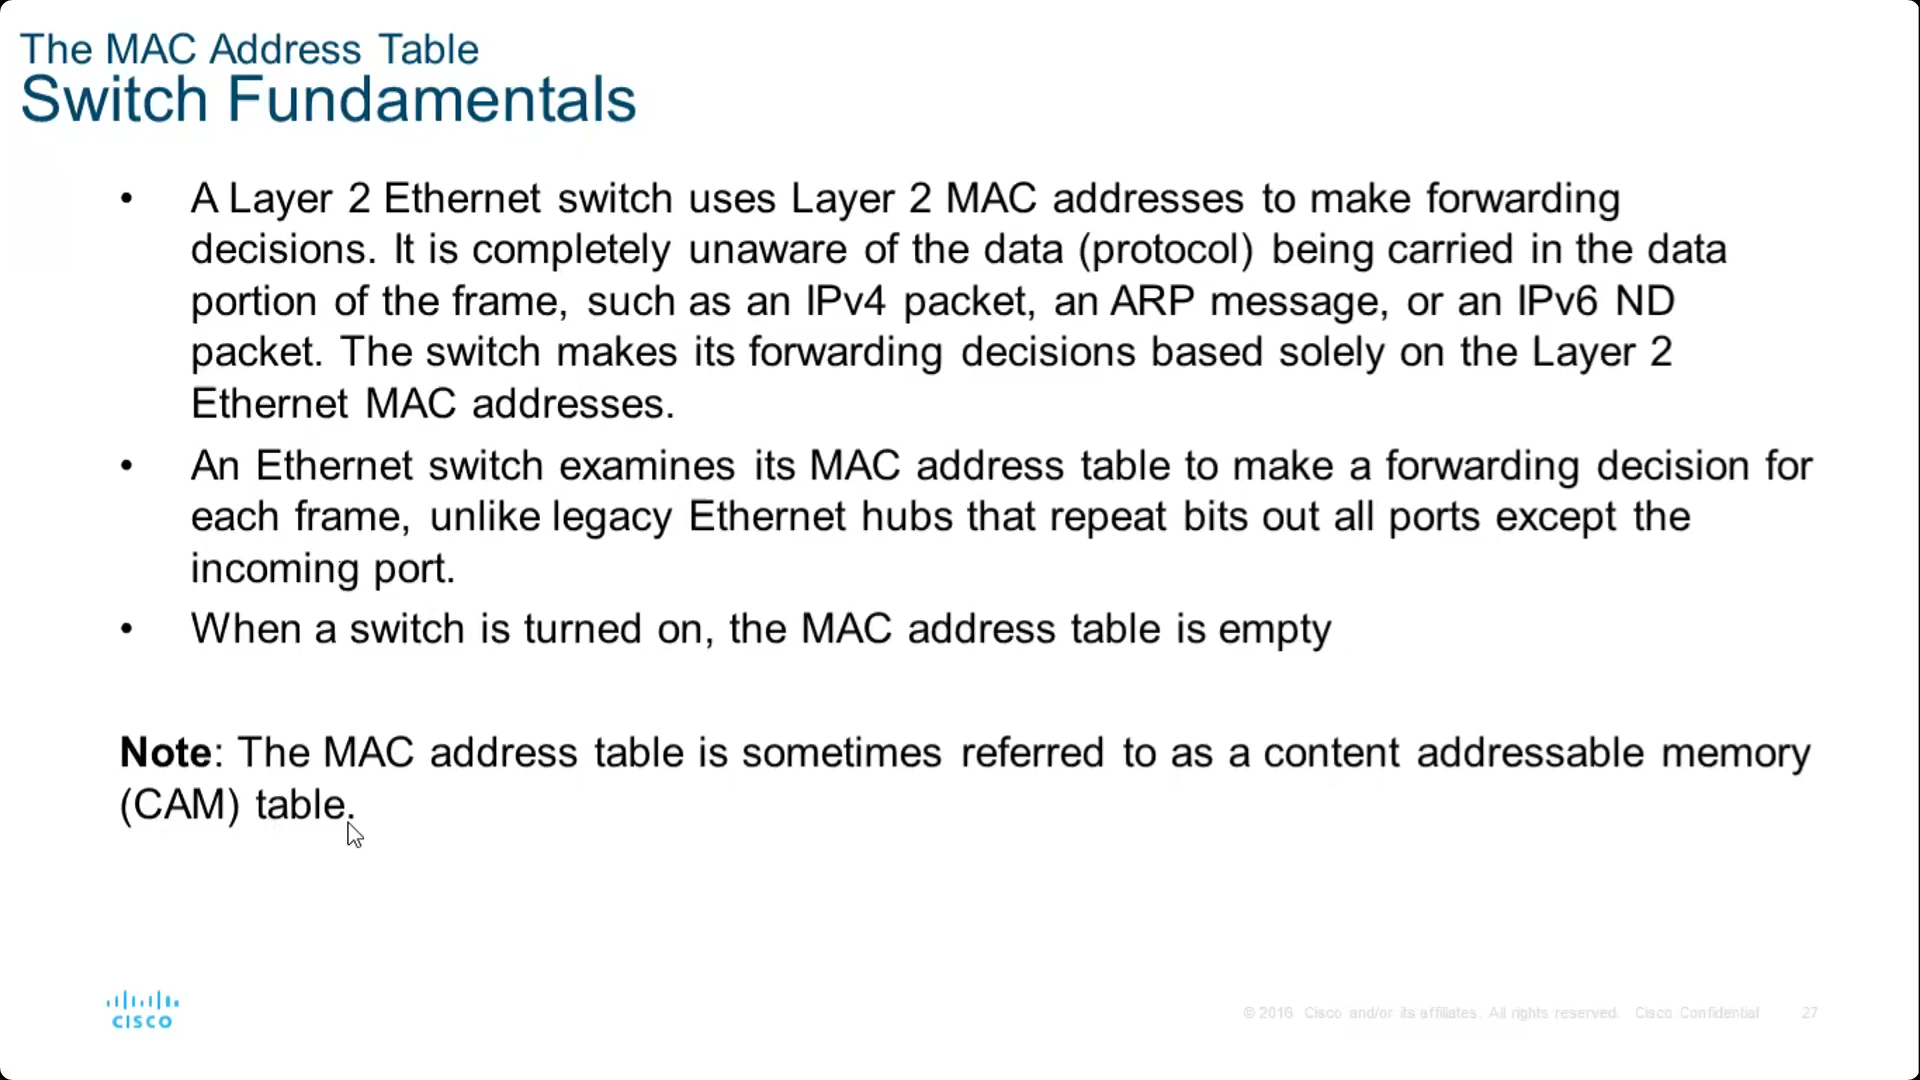 The MAC Address Table
Switch Fundamentals
• A Layer 2 Ethernet switch uses Layer 2 MAC addresses to make forwarding
decisions. It is completely unaware of the data (protocol) being carried in the data
portion of the frame, such as an IPv4 packet, an ARP message, or an IPv6 ND
packet. The switch makes its forwarding decisions based solely on the Layer 2
Ethernet MAC addresses.
• An Ethernet switch examines its MAC address table to make a forwarding decision for
each frame, unlike legacy Ethernet hubs that repeat bits out all ports except the
incoming port.
• When a switch is turned on, the MAC address table is empty
Note: The MAC address table is sometimes referred to as a content addressable memory
(CAM) table.
CISCO
© 2016 Cisco and/or its affiliates. All rights reserved. Cisco Confidential 27